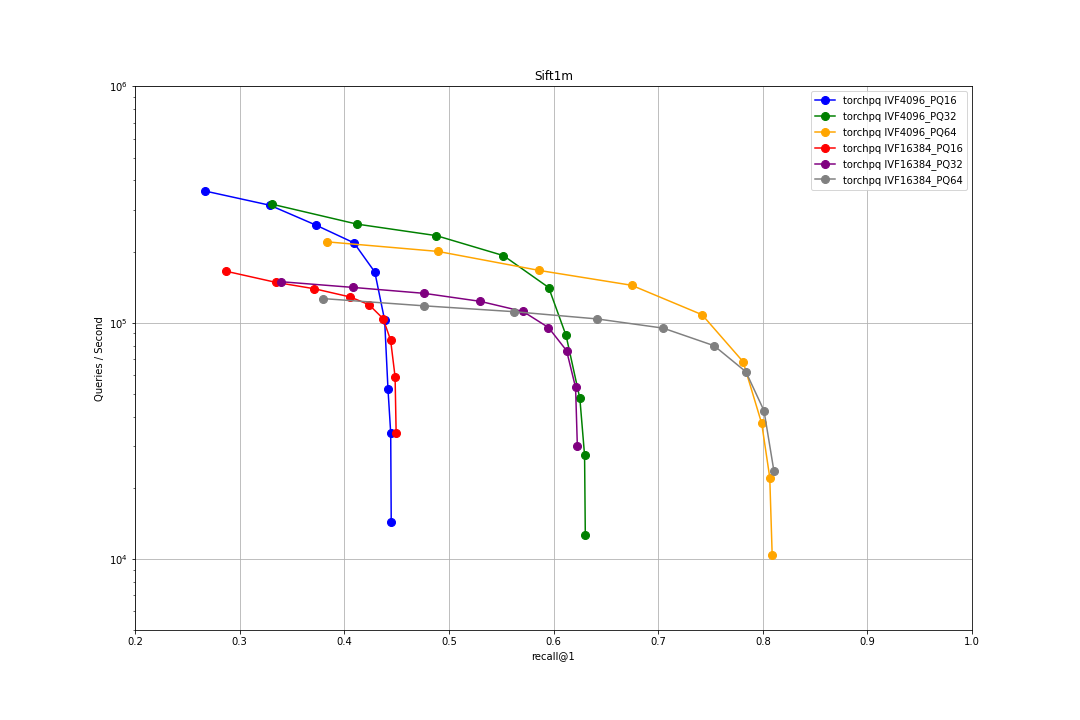 Sift1m
10⁶
10⁵
10⁴
Queries / Second
torchpq IVF4096_PQ16
torchpq IVF4096_PQ32
torchpq IVF4096_PQ64
torchpq IVF16384_PQ16
torchpq IVF16384_PQ32
torchpq IVF16384_PQ64
0.2 0.3 0.4 0.5 0.6 0.7 0.8 0.9 1.0
recall@1